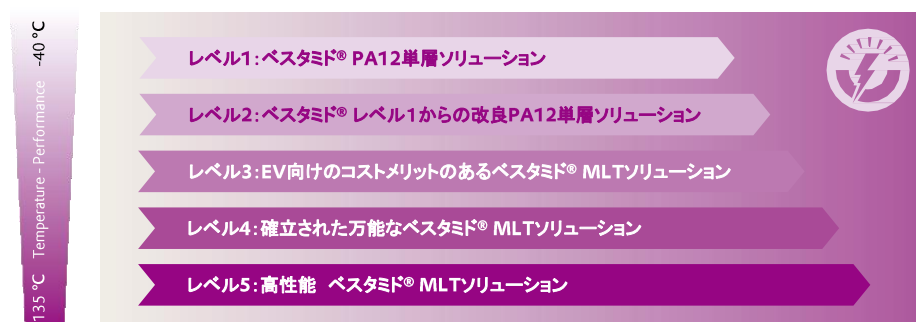 -40 °C
Temperature - Performance
135 °C
レベル1:ベスタミド® PA12単層ソリューション
レベル2:ベスタミド® レベル1からの改良PA12単層ソリューション
レベル3:EV向けのコストメリットのあるベスタミド® MLTソリューション
レベル4:確立された万能なベスタミド® MLTソリューション
レベル5:高性能 ベスタミド® MLTソリューション